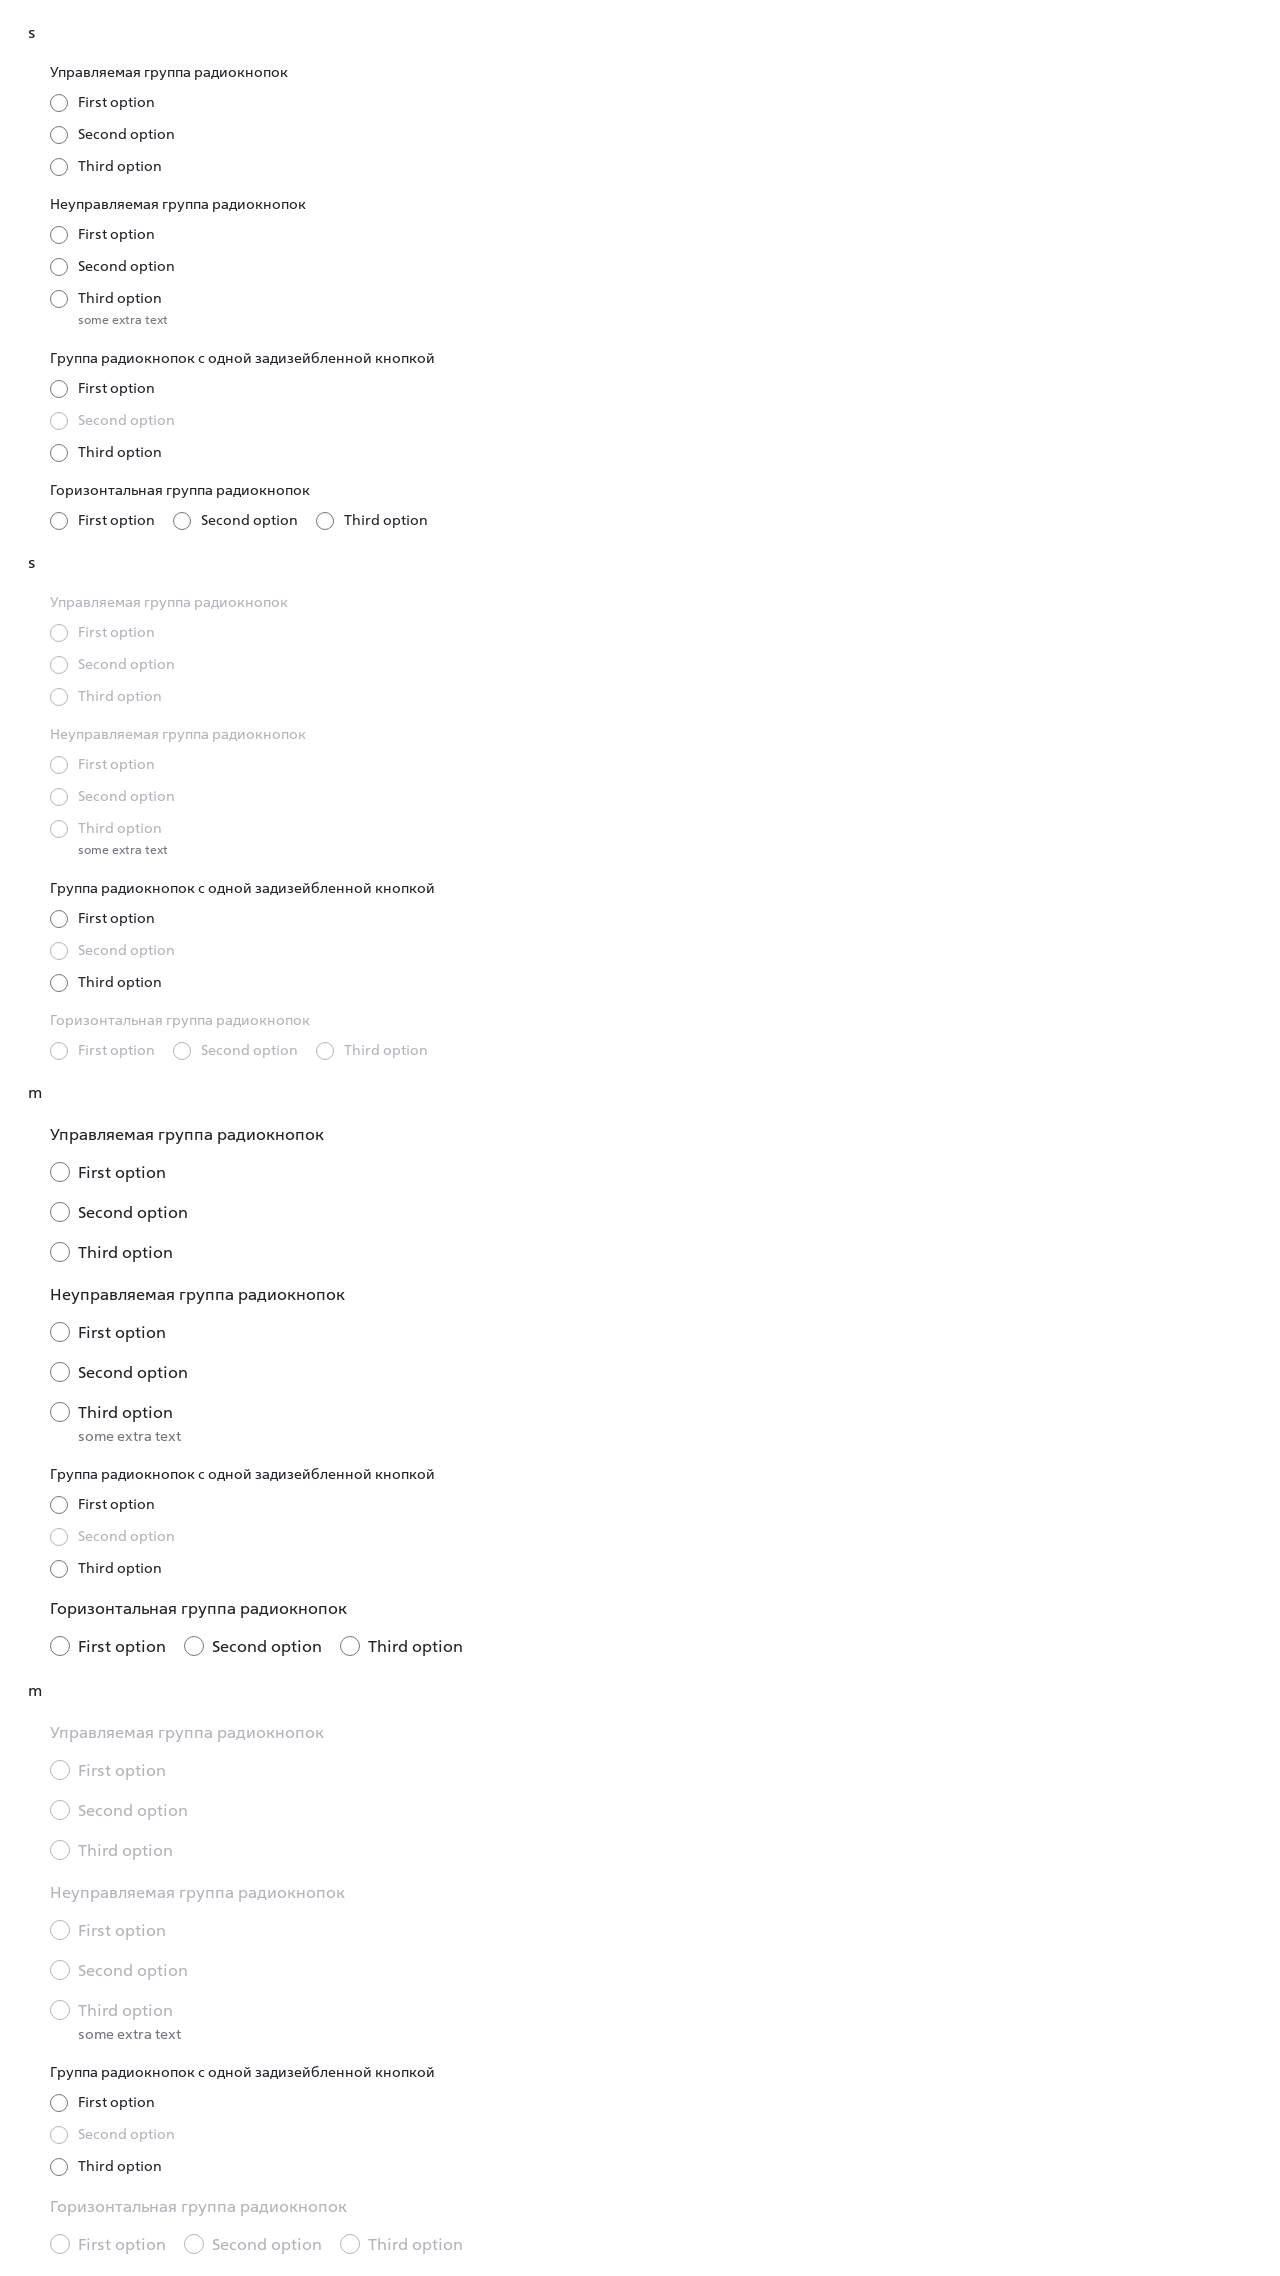 s
Управляемая группа радиокнопок
First option
Second option
Third option
Неуправляемая группа радиокнопок
First option
Second option
Third option
some extra text
Группа радиокнопок с одной задизейбленной кнопкой
First option
Second option
Third option
Горизонтальная группа радиокнопок
First option Second option Third option
s
Управляемая группа радиокнопок
First option
Second option
Third option
Неуправляемая группа радиокнопок
First option
Second option
Third option
some extra text
Группа радиокнопок с одной задизейбленной кнопкой
First option
Second option
Third option
Горизонтальная группа радиокнопок
First option Second option Third option
m
Управляемая группа радиокнопок
First option
Second option
Third option
Неуправляемая группа радиокнопок
First option
Second option
Third option
some extra text
Группа радиокнопок с одной задизейбленной кнопкой
First option
Second option
Third option
Горизонтальная группа радиокнопок
First option Second option Third option
m
Управляемая группа радиокнопок
First option
Second option
Third option
Неуправляемая группа радиокнопок
First option
Second option
Third option
some extra text
Группа радиокнопок с одной задизейбленной кнопкой
First option
Second option
Third option
Горизонтальная группа радиокнопок
First option Second option Third option